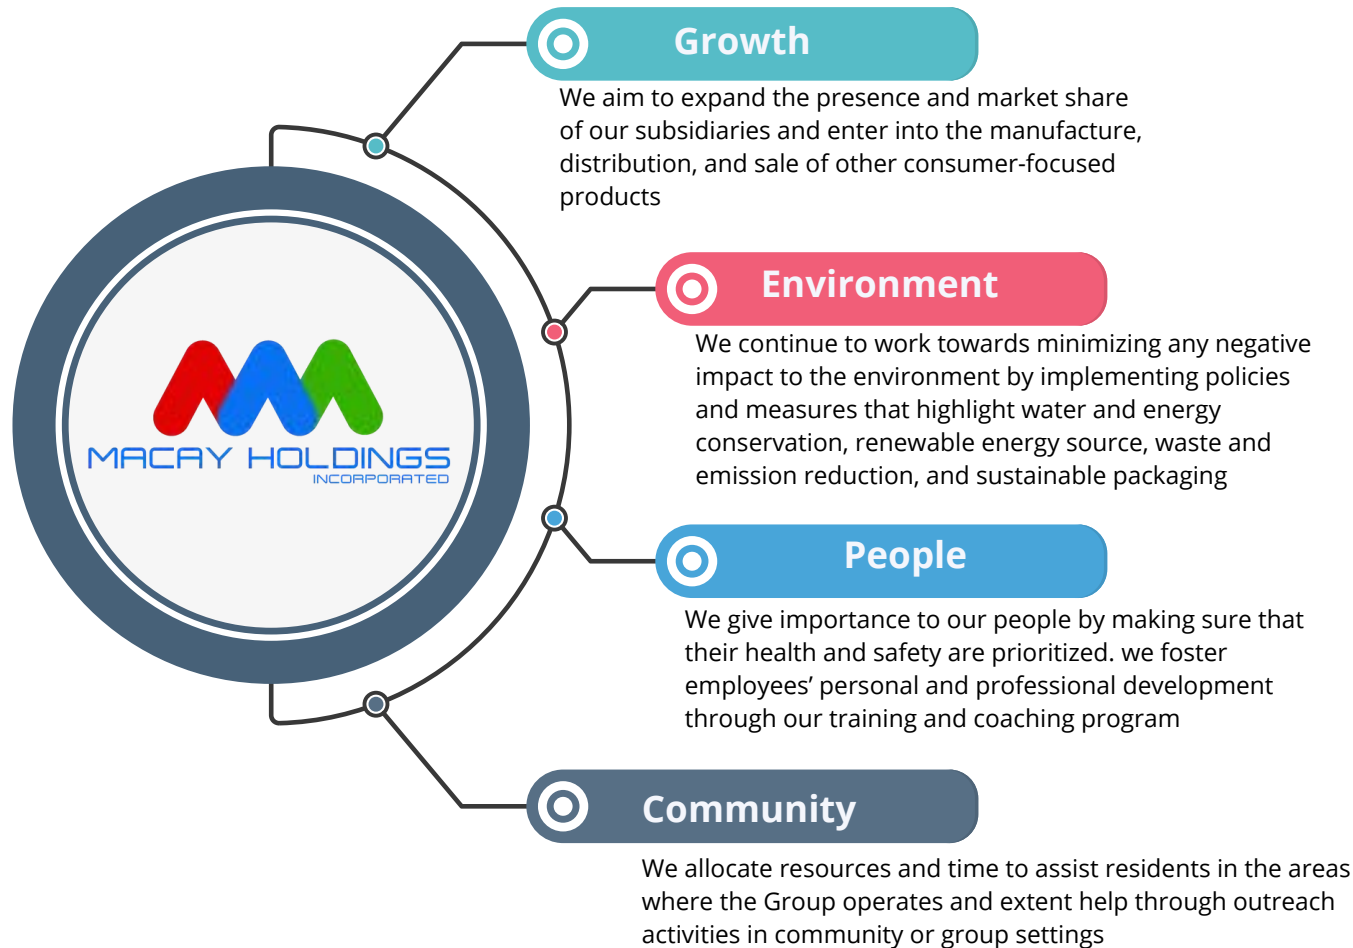 Growth
We aim to expand the presence and market share
of our subsidiaries and enter into the manufacture,
distribution, and sale of other consumer-focused
products
Environment
We continue to work towards minimizing any negative
impact to the environment by implementing policies
and measures that highlight water and energy
conservation, renewable energy source, waste and
emission reduction, and sustainable packaging
MACAY HOLDINGS
INCORPORATED
People
We give importance to our people by making sure that
their health and safety are prioritized. we foster
employees’ personal and professional development
through our training and coaching program
Community
We allocate resources and time to assist residents in the areas
where the Group operates and extent help through outreach
activities in community or group settings